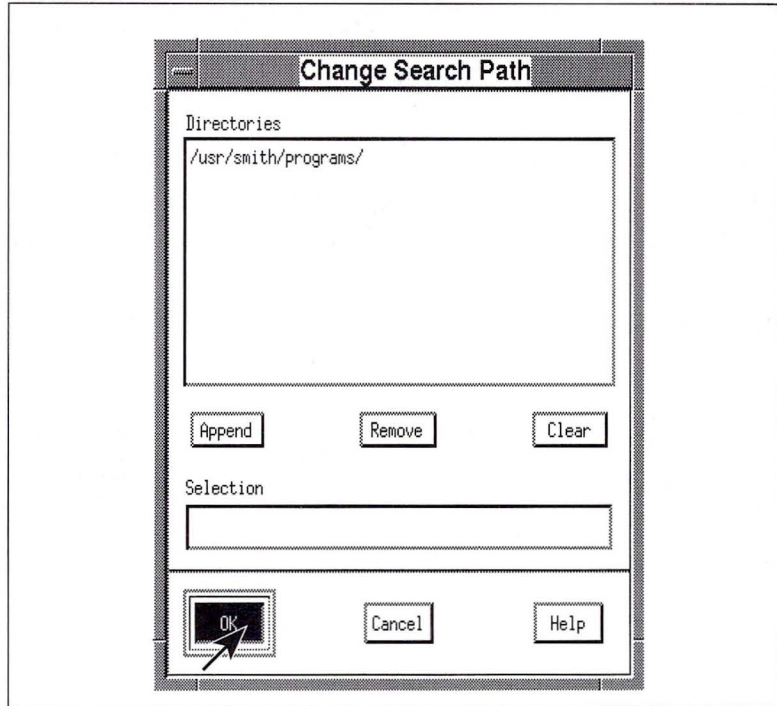 Change Search Path
Directories
/usr/smith/programs/
Append Remove Clear
Selection
OK Cancel Help